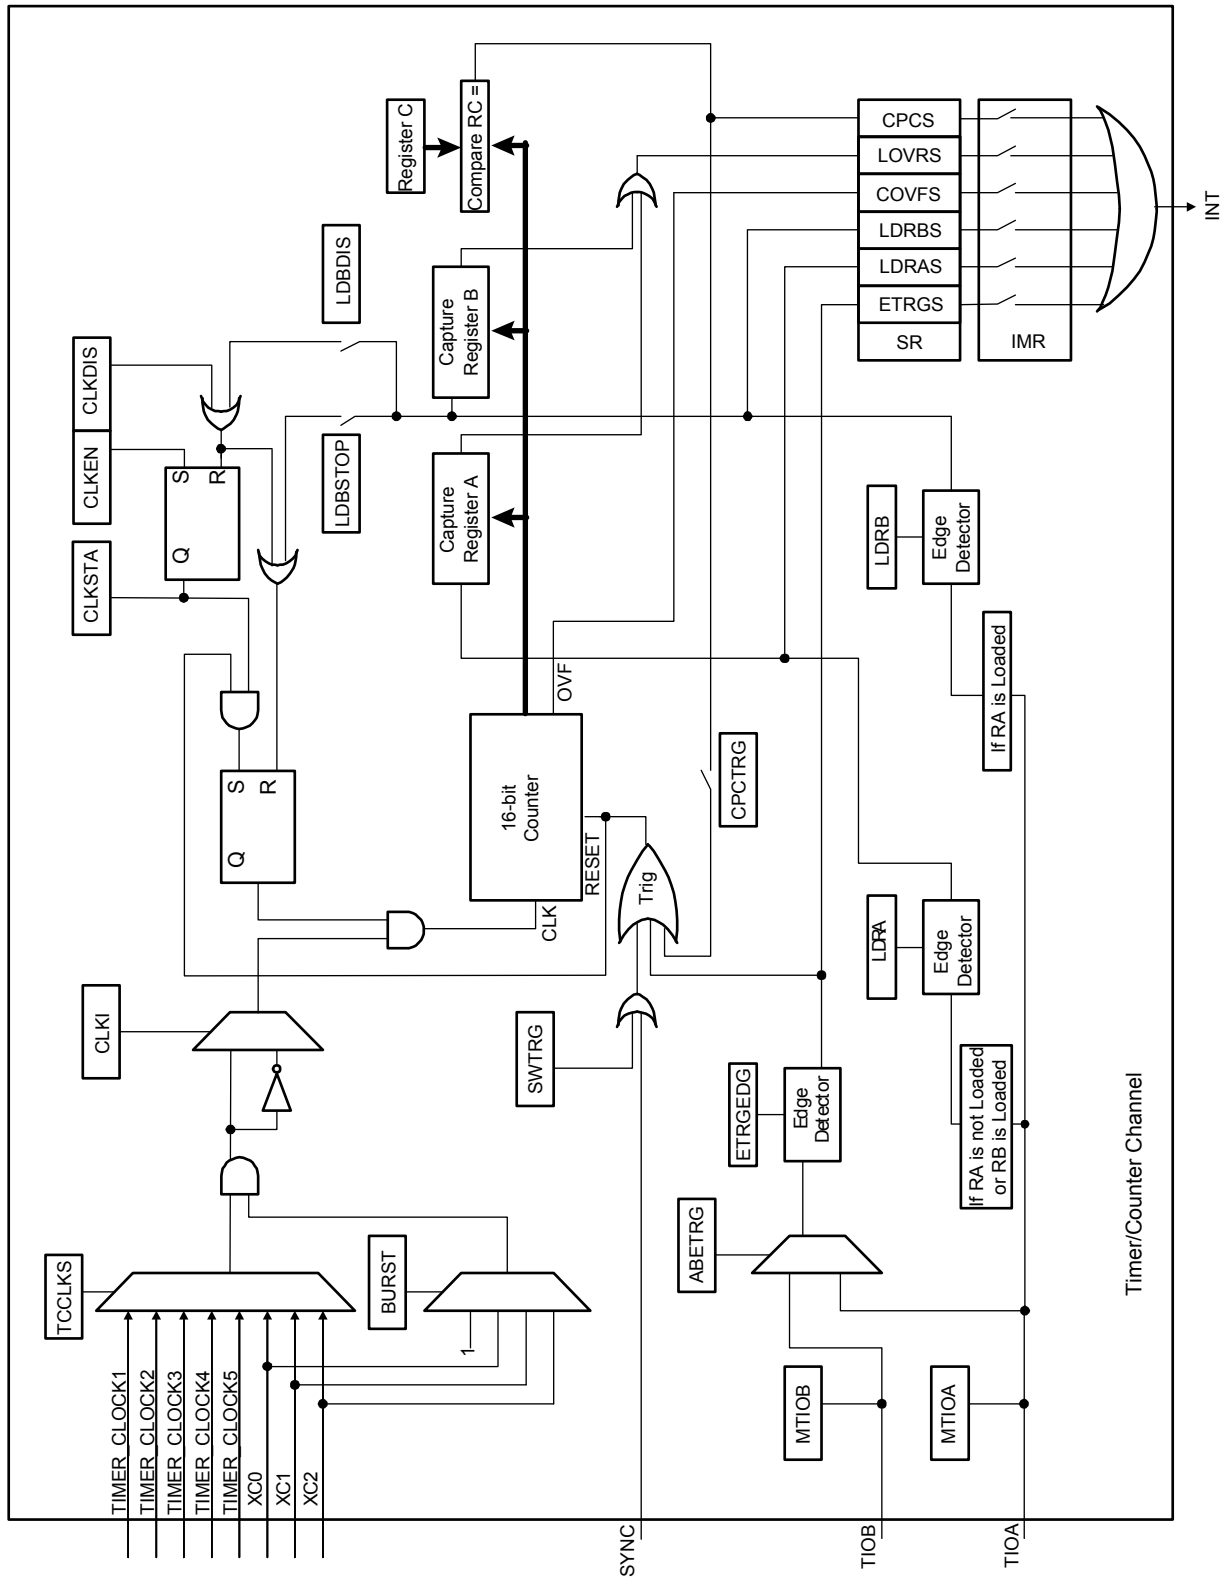 TIMER_CLOCK1
TIMER_CLOCK2
TIMER_CLOCK3
TIMER_CLOCK4
TIMER_CLOCK5
XC0
XC1
XC2
TCCLKS
CLKI
CLKSTA
CLKEN
CLKDIS
Q
S
R
Q
S
R
BURST
1
LDBSTOP
LDBDIS
Register C
Capture
Register A
Capture
Register B
Compare RC =
16-bit
Counter
CLK
OVF
RESET
SWTRG
Trig
SYNC
CPCTRG
ABETRG
ETRGEDG
Edge
Detector
MTIOB
TIOB
MTIOA
TIOA
LDRA
Edge
Detector
If RA is not Loaded
or RB is Loaded
LDRB
Edge
Detector
If RA is Loaded
CPCS
LOVRS
COVFS
LDRBS
LDRAS
ETRGS
SR
IMR
INT
Timer/Counter Channel